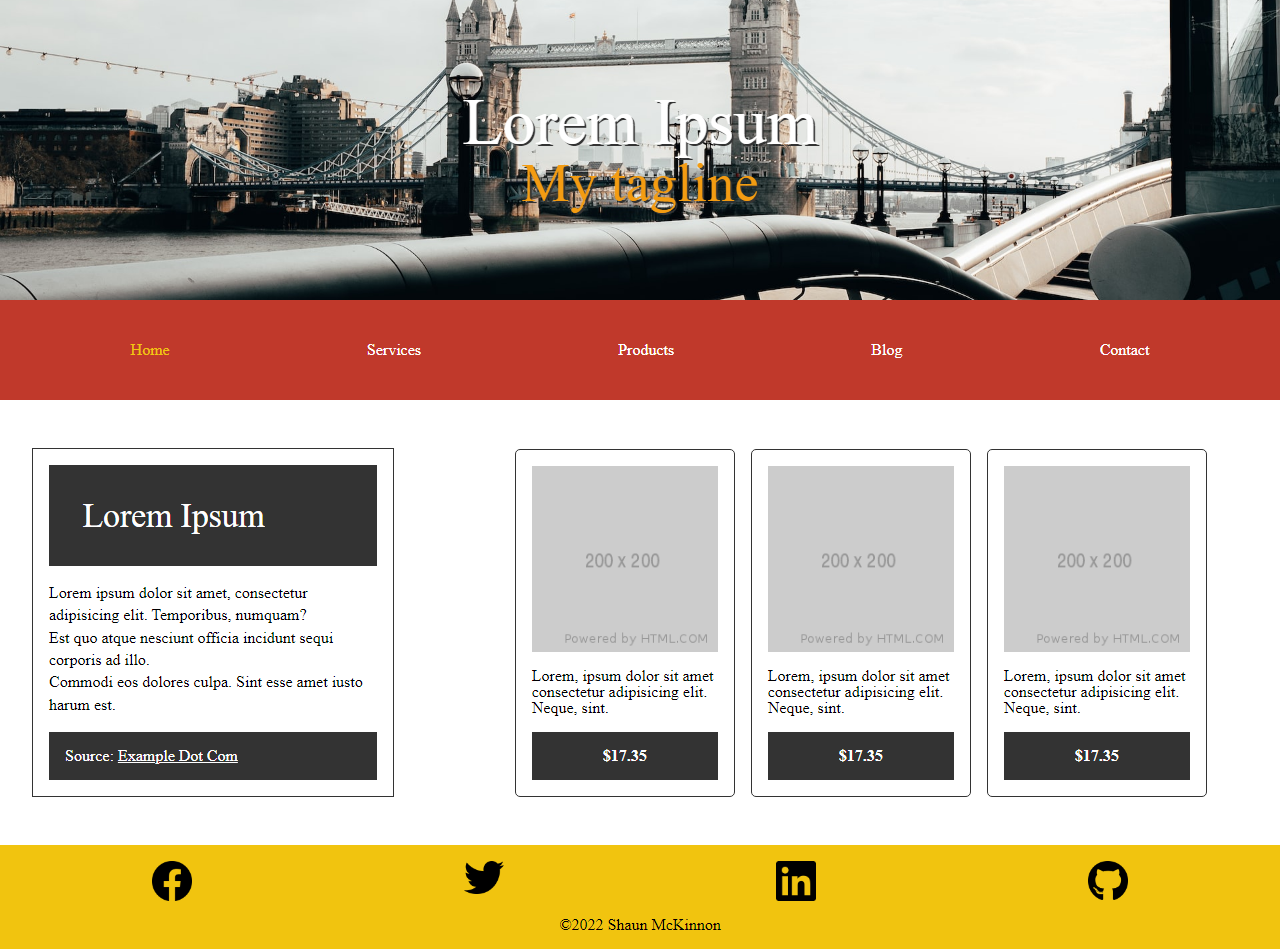 Lorem Ipsum
My tagline
Home Services Products Blog Contact
Lorem Ipsum
Lorem ipsum dolor sit amet, consectetur
adipisicing elit. Temporibus, numquam?
Est quo atque nesciunt officia incidunt sequi
corporis ad illo.
Commodi eos dolores culpa. Sint esse amet iusto
harum est.
Source: Example Dot Com
200 x 200
Powered by HTML.COM
Lorem, ipsum dolor sit amet
consectetur adipisicing elit.
Neque, sint.
$17.35
200 x 200
Powered by HTML.COM
Lorem, ipsum dolor sit amet
consectetur adipisicing elit.
Neque, sint.
$17.35
200 x 200
Powered by HTML.COM
Lorem, ipsum dolor sit amet
consectetur adipisicing elit.
Neque, sint.
$17.35
©2022 Shaun McKinnon